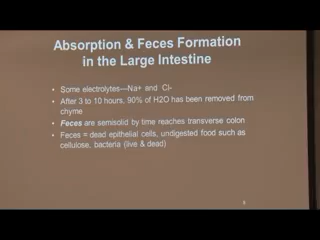 Absorption & Feces Formation
in the Large Intestine
• Some electrolytes—Na+ and Cl-
• After 3 to 10 hours, 90% of H2O has been removed from
chyme
• Feces are semisolid by time reaches transverse colon
• Feces = dead epithelial cells, undigested food such as
cellulose, bacteria (live & dead)